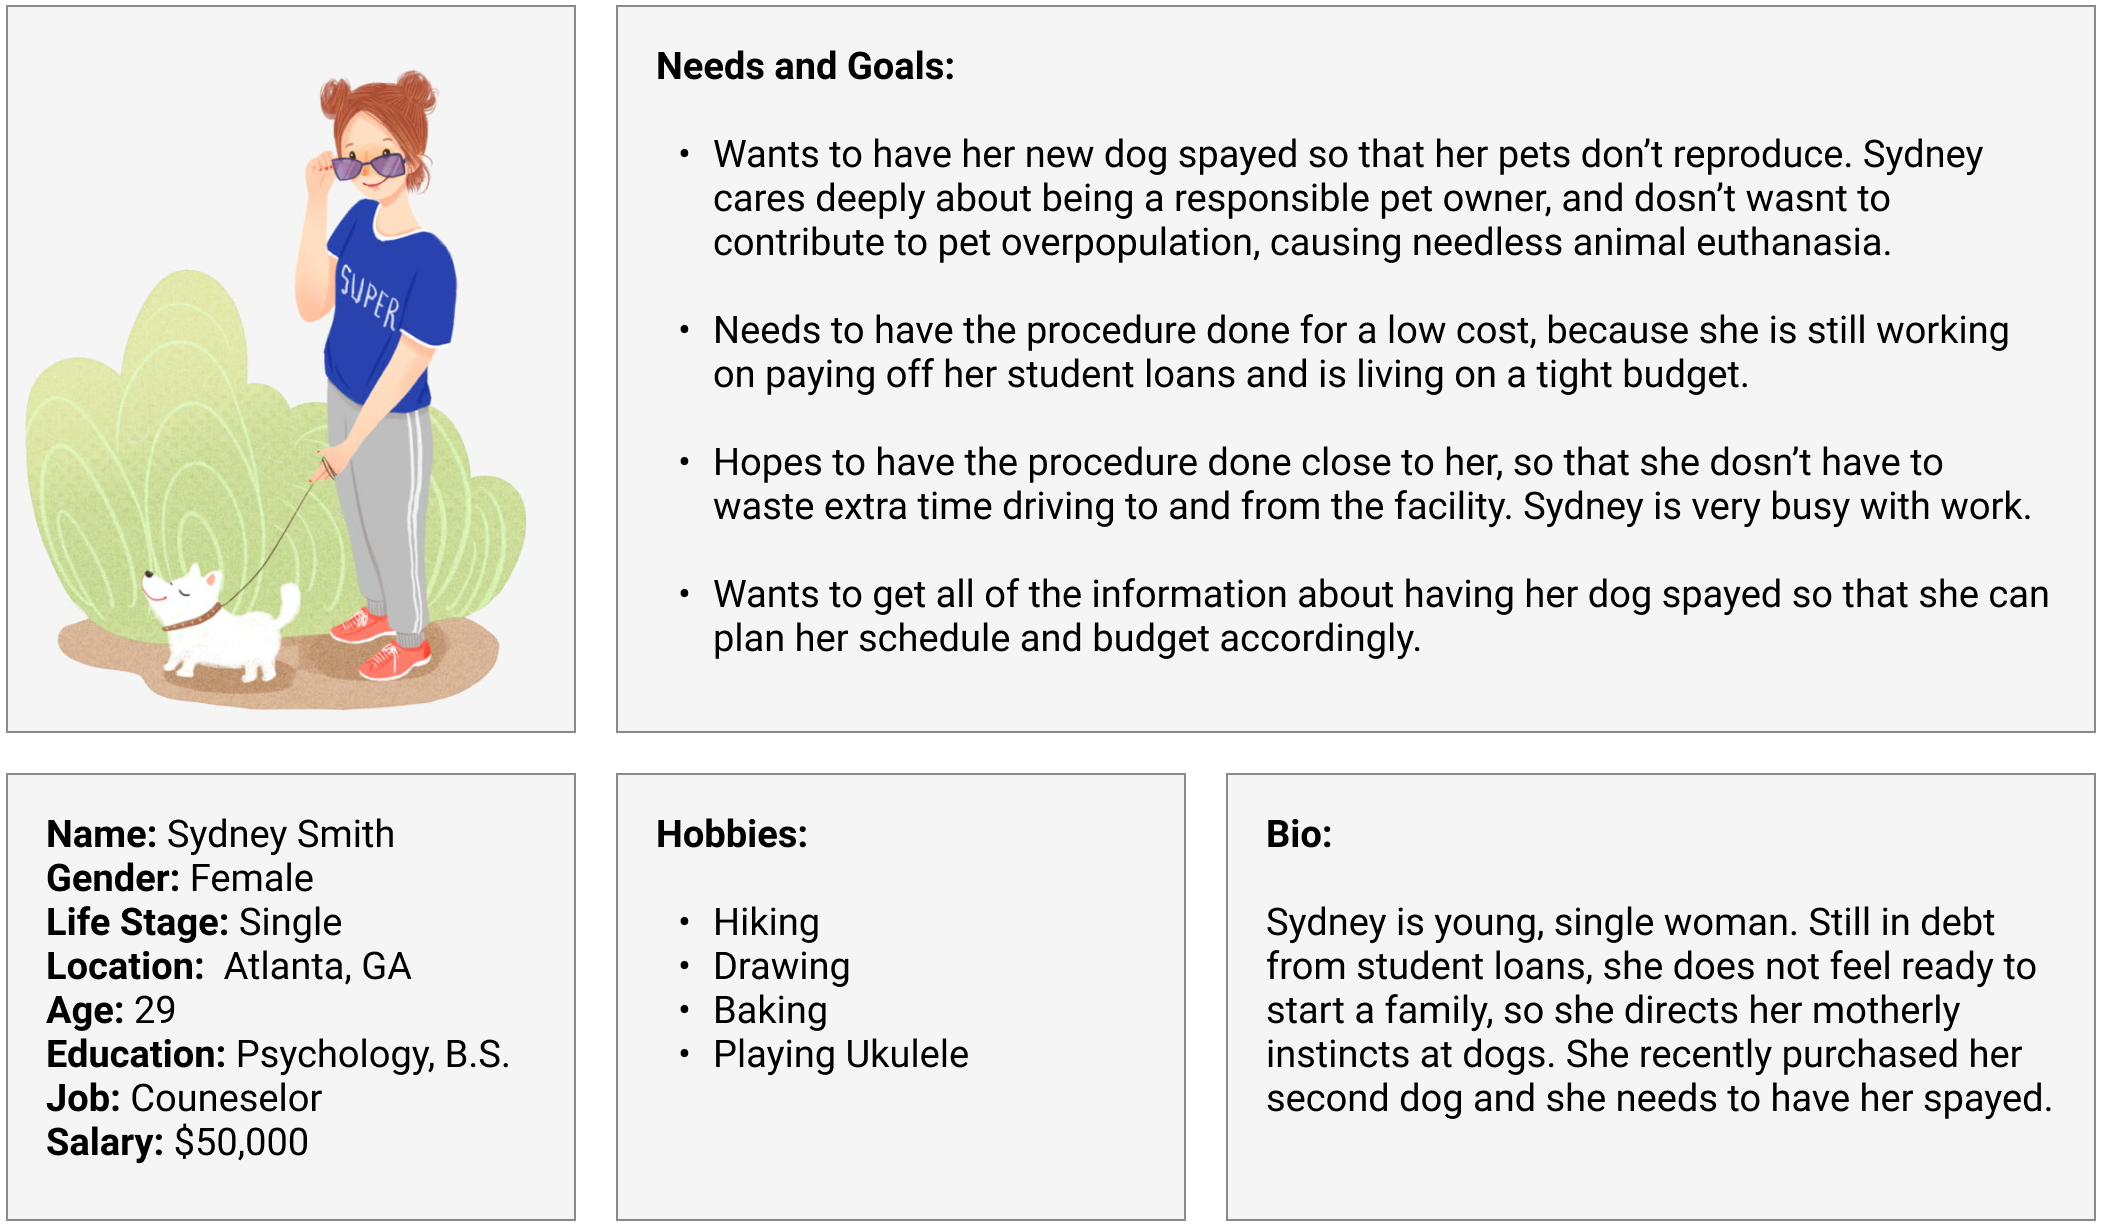 SUPER
Needs and Goals:
• Wants to have her new dog spayed so that her pets don’t reproduce. Sydney
cares deeply about being a responsible pet owner, and dosn’t wasnt to
contribute to pet overpopulation, causing needless animal euthanasia.
• Needs to have the procedure done for a low cost, because she is still working
on paying off her student loans and is living on a tight budget.
• Hopes to have the procedure done close to her, so that she dosn’t have to
waste extra time driving to and from the facility. Sydney is very busy with work.
• Wants to get all of the information about having her dog spayed so that she can
plan her schedule and budget accordingly.
Name: Sydney Smith
Gender: Female
Life Stage: Single
Location: Atlanta, GA
Age: 29
Education: Psychology, B.S.
Job: Couneselor
Salary: $50,000
Hobbies:
• Hiking
• Drawing
• Baking
• Playing Ukulele
Bio:
Sydney is young, single woman. Still in debt
from student loans, she does not feel ready to
start a family, so she directs her motherly
instincts at dogs. She recently purchased her
second dog and she needs to have her spayed.